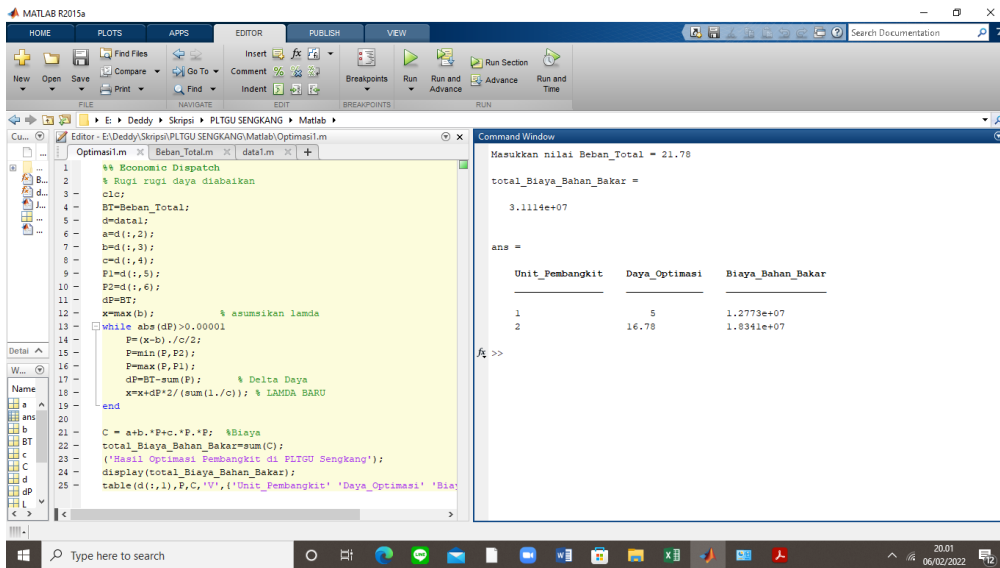 MATLAB R2015a
HOME PLOTS APPS EDITOR PUBLISH VIEW Search Documentation
New Open Save Find Files Compare Print Go To Find Insert Comment Indent Breakpoints Run Run and Advance Run Section Advance Run and Time
FILE NAVIGATE EDIT BREAKPOINTS RUN
E: Deddy Skripsi PLTGU SENGKANG Matlab
Cu... Editor - E:\Deddy\Skripsi\PLTGU SENGKANG\Matlab\Optimasi1.m
Optimasi1.m Beban_Total.m data1.m +
...
B...
d...
J...
...
...
Detai
W...
Name
a
ans
b
BT
c
C
d
dP
L
1 %% Economic Dispatch
2 % Rugi rugi daya diabaikan
3 - clc;
4 - BT=Beban_Total;
5 - d=data1;
6 - a=d(:,2);
7 - b=d(:,3);
8 - c=d(:,4);
9 - P1=d(:,5);
10 - P2=d(:,6);
11 - dP=BT;
12 - x=max(b); % asumsikan lamda
13 - while abs(dP)>0.00001
14 - P=(x-b)./c/2;
15 - P=min(P,P2);
16 - P=max(P,P1);
17 - dP=BT-sum(P); % Delta Daya
18 - x=x+dP*2/(sum(1./c)); % LAMDA BARU
19 - end
20
21 - C = a+b.*P+c.*P.*P; %Biaya
22 - total_Biaya_Bahan_Bakar=sum(C);
23 - ('Hasil Optimasi Pembangkit di PLTGU Sengkang');
24 - display(total_Biaya_Bahan_Bakar);
25 - table(d(:,1),P,C,'V',{'Unit_Pembangkit' 'Daya_Optimasi' 'Biay
Command Window
Masukkan nilai Beban_Total = 21.78
total_Biaya_Bahan_Bakar =
3.1114e+07
ans =
Unit_Pembangkit Daya_Optimasi Biaya_Bahan_Bakar
1 5 1.2773e+07
2 16.78 1.8341e+07
fx >>
Type here to search
20.01
06/02/2022
12